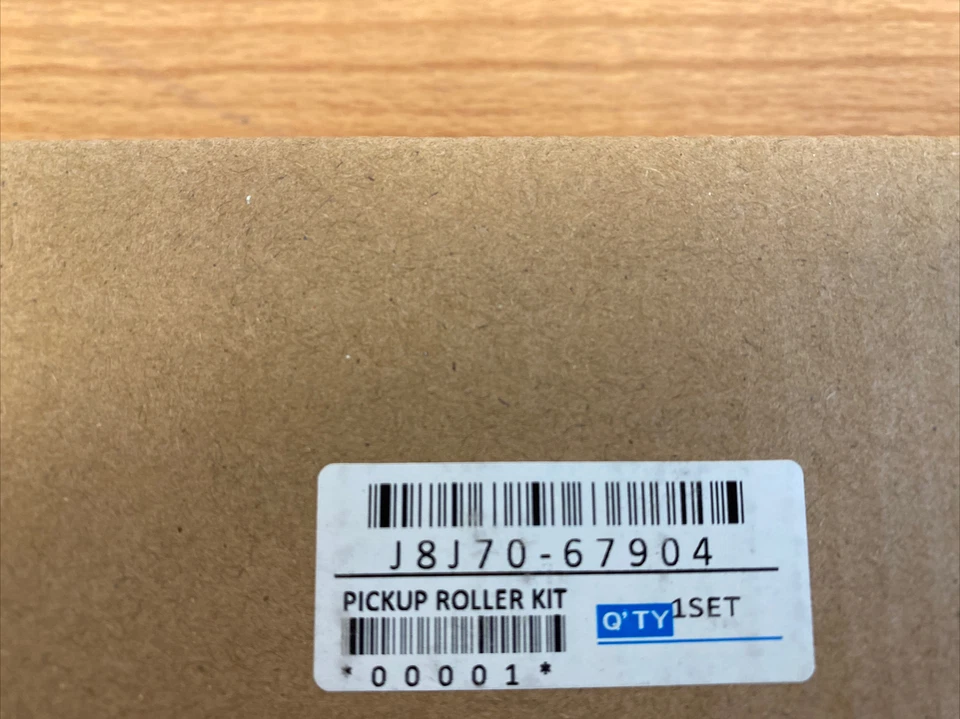 J8J70-67904
PICKUP ROLLER KIT
Q'TY 1SET
*00001*